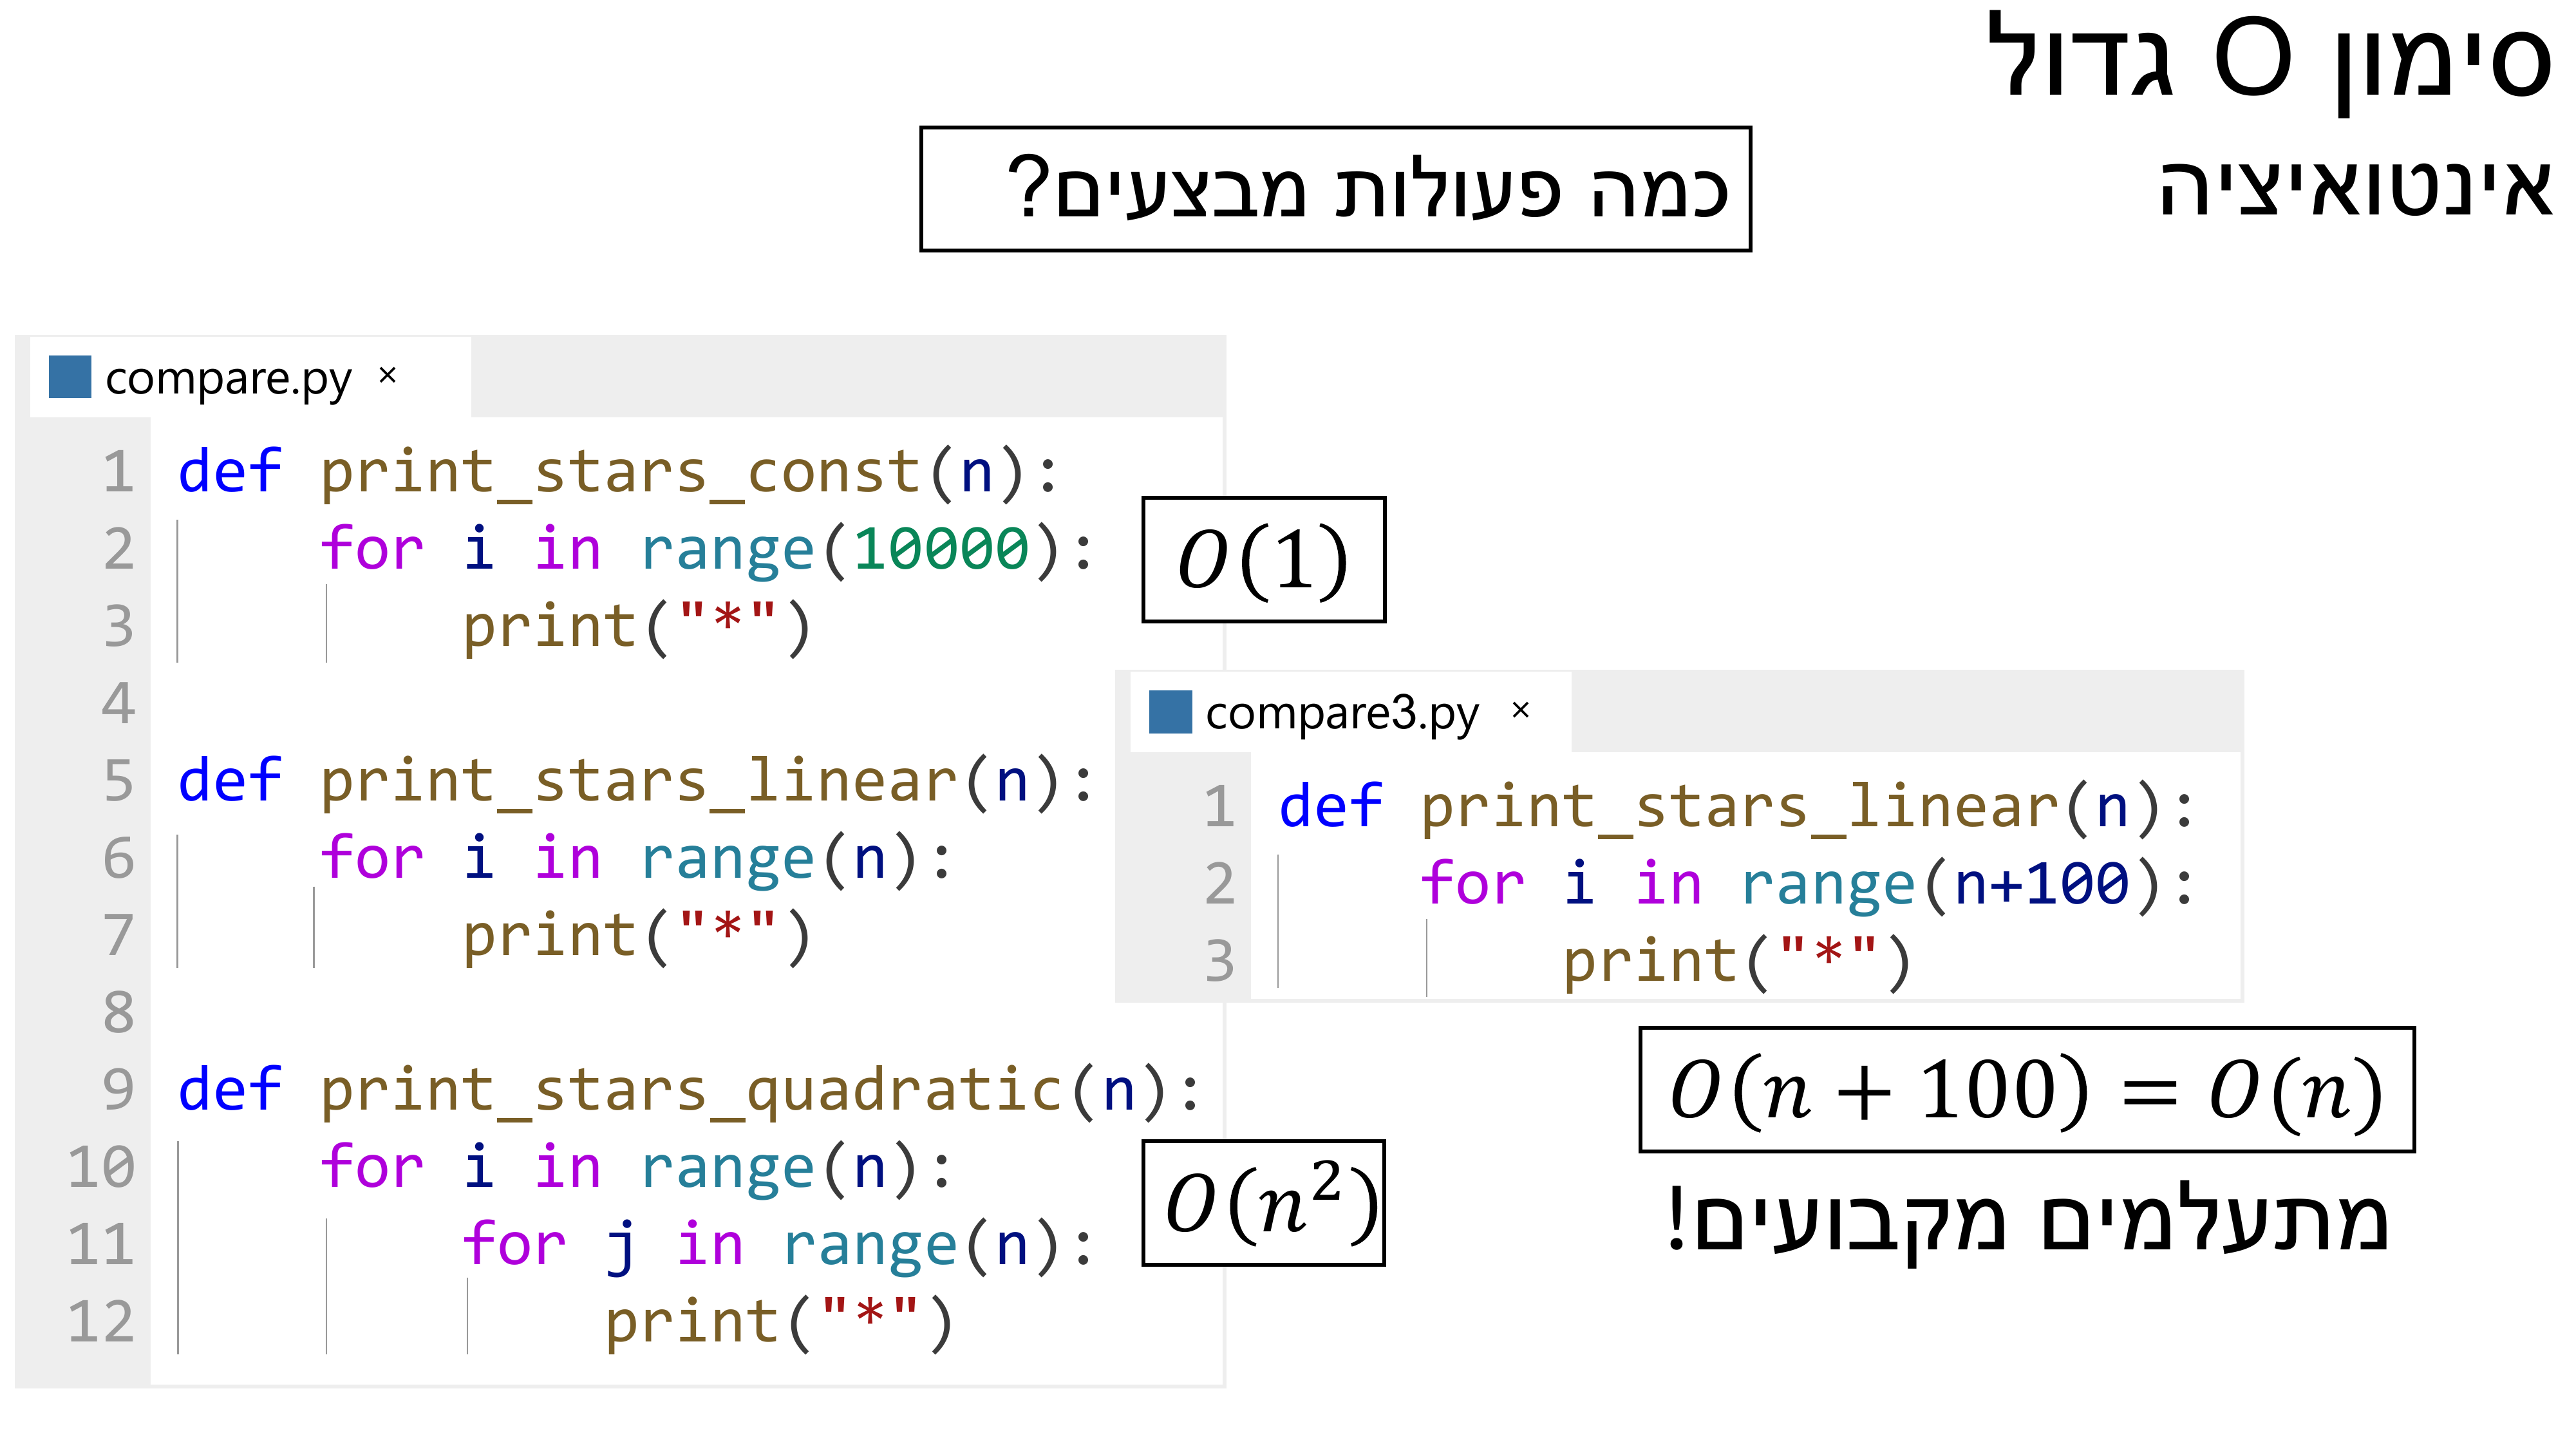 סימון O גדול
אינטואיציה
כמה פעולות מבצעים?
compare.py ×
1 def print_stars_const(n):
2     for i in range(10000):
3         print("*")
4
5 def print_stars_linear(n):
6     for i in range(n):
7         print("*")
8
9 def print_stars_quadratic(n):
10     for i in range(n):
11         for j in range(n):
12             print("*")
O(1)
compare3.py ×
1 def print_stars_linear(n):
2     for i in range(n+100):
3         print("*")
O(n + 100) = O(n)
מתעלמים מקבועים!
O(n²)